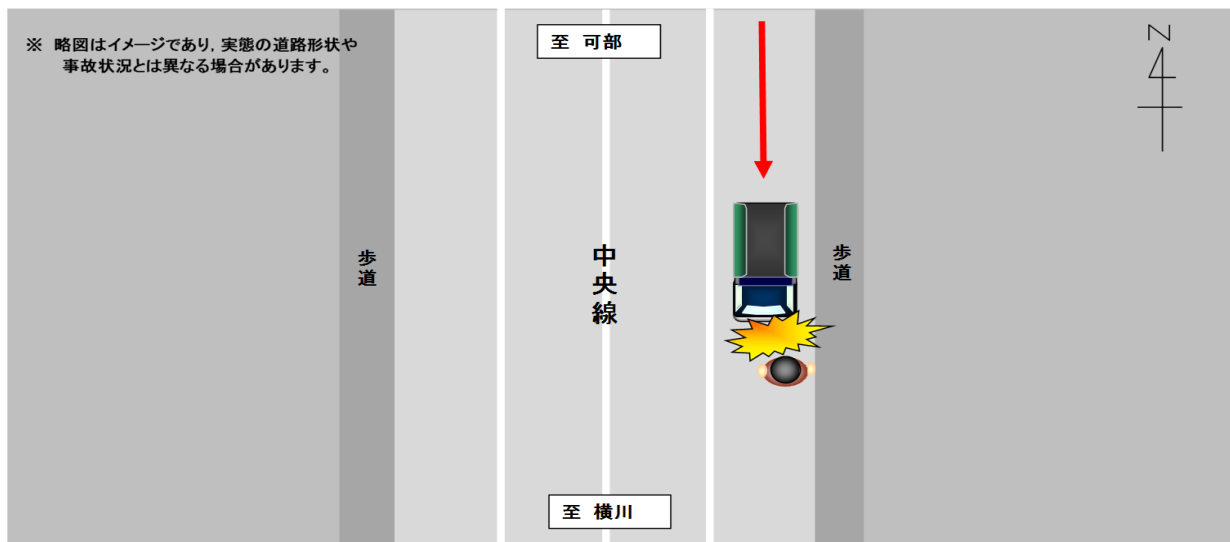 ※ 略図はイメージであり，実態の道路形状や
事故状況とは異なる場合があります。
至 可部
N
歩道
中央線
歩道
至 横川